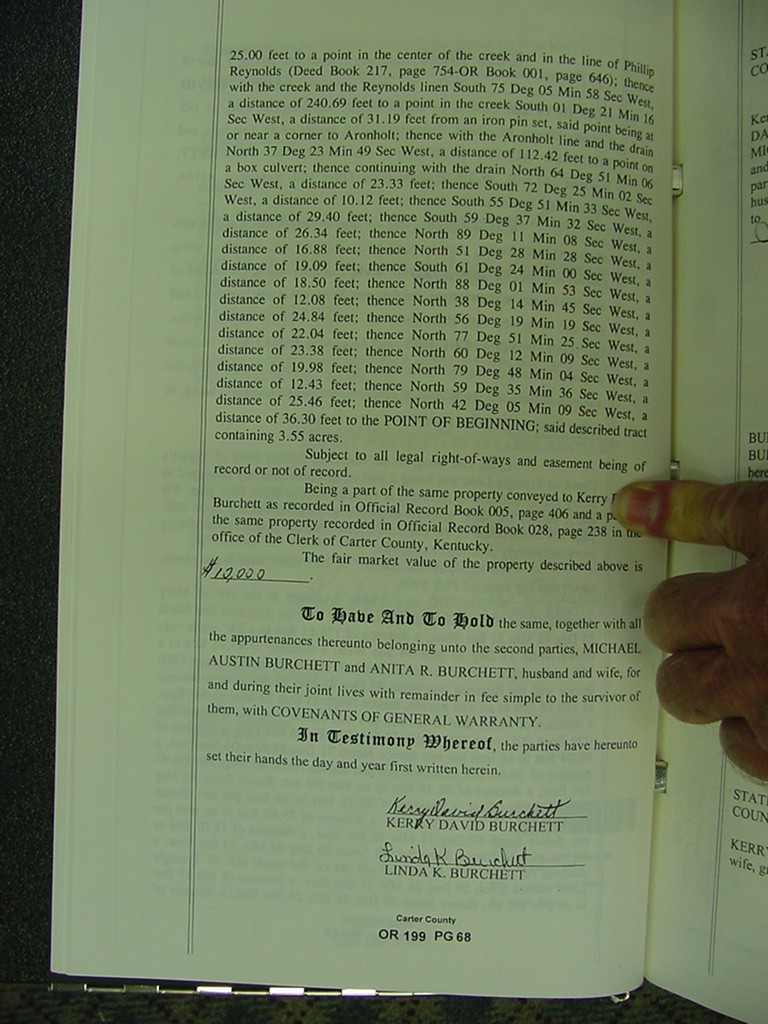 25.00 feet to a point in the center of the creek and in the line of Phillip
Reynolds (Deed Book 217, page 754-OR Book 001, page 646); thence
with the creek and the Reynolds linen South 75 Deg 05 Min 58 Sec West,
a distance of 240.69 feet to a point in the creek South 01 Deg 21 Min 16
Sec West, a distance of 31.19 feet from an iron pin set, said point being at
or near a corner to Aronholt; thence with the Aronholt line and the drain
North 37 Deg 23 Min 49 Sec West, a distance of 112.42 feet to a point on
a box culvert; thence continuing with the drain North 64 Deg 51 Min 06
Sec West, a distance of 23.33 feet; thence South 72 Deg 25 Min 02 Sec
West, a distance of 10.12 feet; thence South 55 Deg 51 Min 33 Sec West,
a distance of 29.40 feet; thence South 59 Deg 37 Min 32 Sec West, a
distance of 26.34 feet; thence North 89 Deg 11 Min 08 Sec West, a
distance of 16.88 feet; thence North 51 Deg 28 Min 28 Sec West, a
distance of 19.09 feet; thence South 61 Deg 24 Min 00 Sec West, a
distance of 18.50 feet; thence North 88 Deg 01 Min 53 Sec West, a
distance of 12.08 feet; thence North 38 Deg 14 Min 45 Sec West, a
distance of 24.84 feet; thence North 56 Deg 19 Min 19 Sec West, a
distance of 22.04 feet; thence North 77 Deg 51 Min 25 Sec West, a
distance of 23.38 feet; thence North 60 Deg 12 Min 09 Sec West, a
distance of 19.98 feet; thence North 79 Deg 48 Min 04 Sec West, a
distance of 12.43 feet; thence North 59 Deg 35 Min 36 Sec West, a
distance of 25.46 feet; thence North 42 Deg 05 Min 09 Sec West, a
distance of 36.30 feet to the POINT OF BEGINNING; said described tract
containing 3.55 acres.
Subject to all legal right-of-ways and easement being of
record or not of record.
Being a part of the same property conveyed to Kerry
Burchett as recorded in Official Record Book 005, page 406 and a
the same property recorded in Official Record Book 028, page 238 in the
office of the Clerk of Carter County, Kentucky.
The fair market value of the property described above is
$10,000.
To Have And To Hold the same, together with all
the appurtenances thereunto belonging unto the second parties, MICHAEL
AUSTIN BURCHETT and ANITA R. BURCHETT, husband and wife, for
and during their joint lives with remainder in fee simple to the survivor of
them, with COVENANTS OF GENERAL WARRANTY.
In Testimony Whereof, the parties have hereunto
set their hands the day and year first written herein.
Kerry David Burchett
KERRY DAVID BURCHETT
Linda K Burchett
LINDA K. BURCHETT
Carter County
OR 199 PG 68